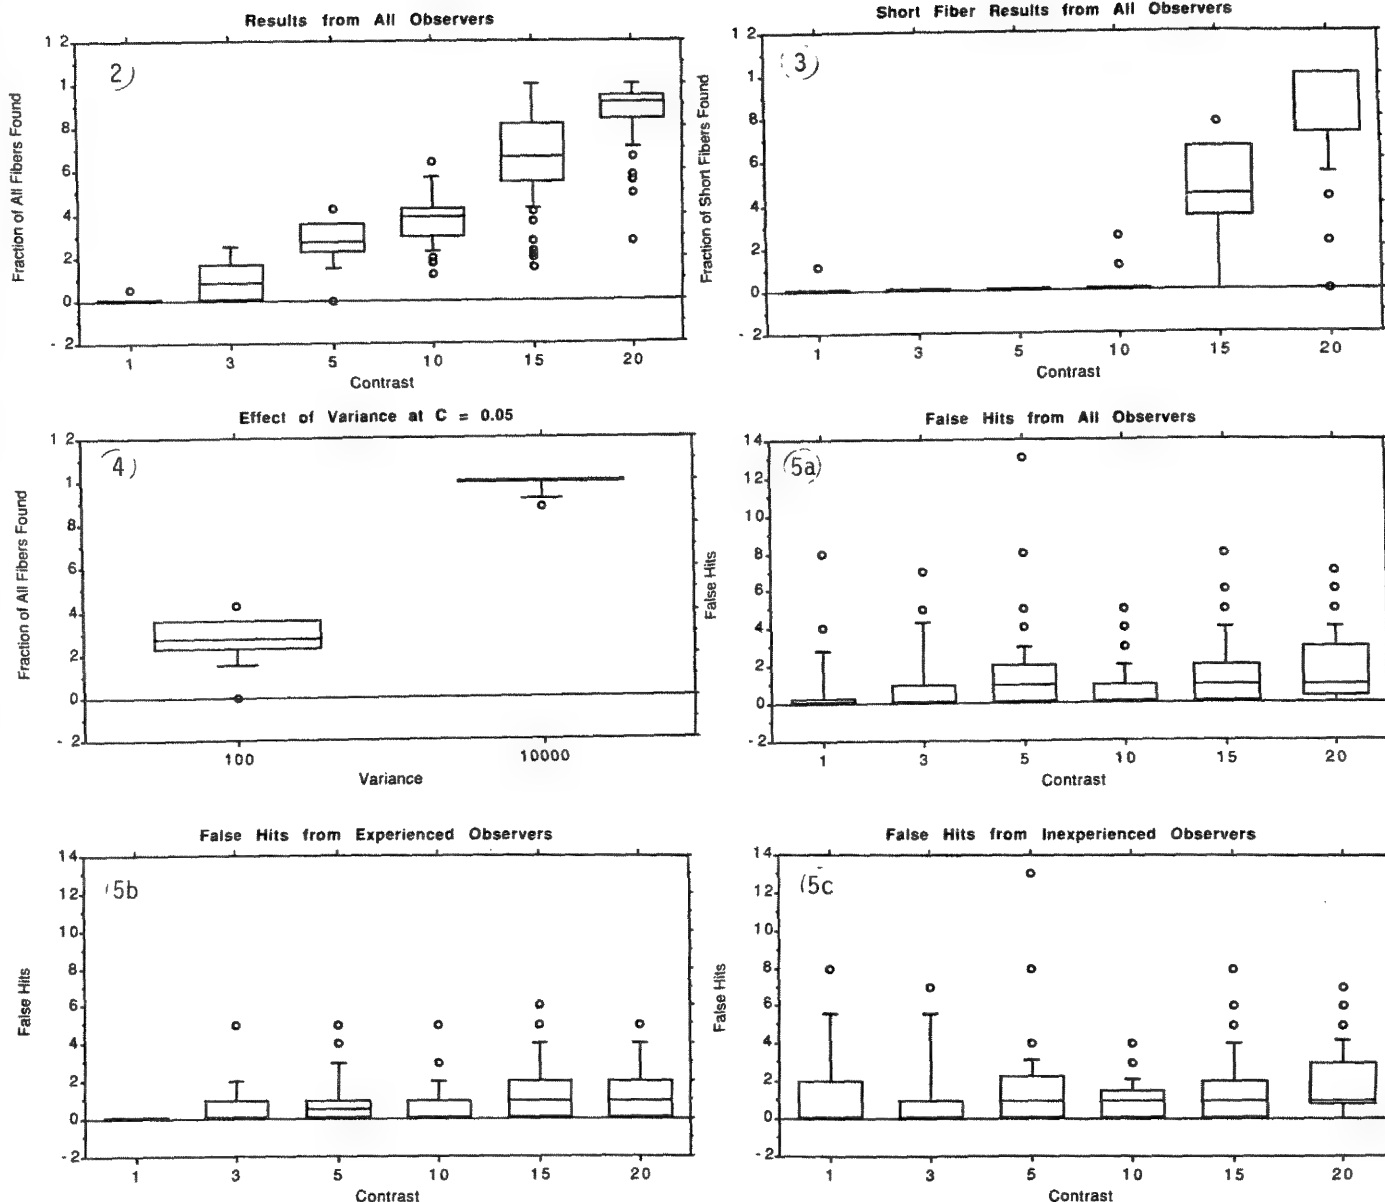 Results from All Observers
2)
Fraction of All Fibers Found
1 2
1.
8
6
4
2
0
- 2
1 3 5 10 15 20
Contrast
Short Fiber Results from All Observers
(3)
Fraction of Short Fibers Found
1 2
1.
8
6
4
2
0
- 2
1 3 5 10 15 20
Contrast
Effect of Variance at C = 0.05
(4)
Fraction of All Fibers Found
1 2
1.
8
6
4
2
0
- 2
100 10000
Variance
False Hits from All Observers
(5a)
False Hits
14
12
10
8
6
4
2
0
- 2
1 3 5 10 15 20
Contrast
False Hits from Experienced Observers
(5b
False Hits
14
12
10
8
6
4
2
0
- 2
1 3 5 10 15 20
Contrast
False Hits from Inexperienced Observers
(5c
False Hits
14
12
10
8
6
4
2
0
- 2
1 3 5 10 15 20
Contrast